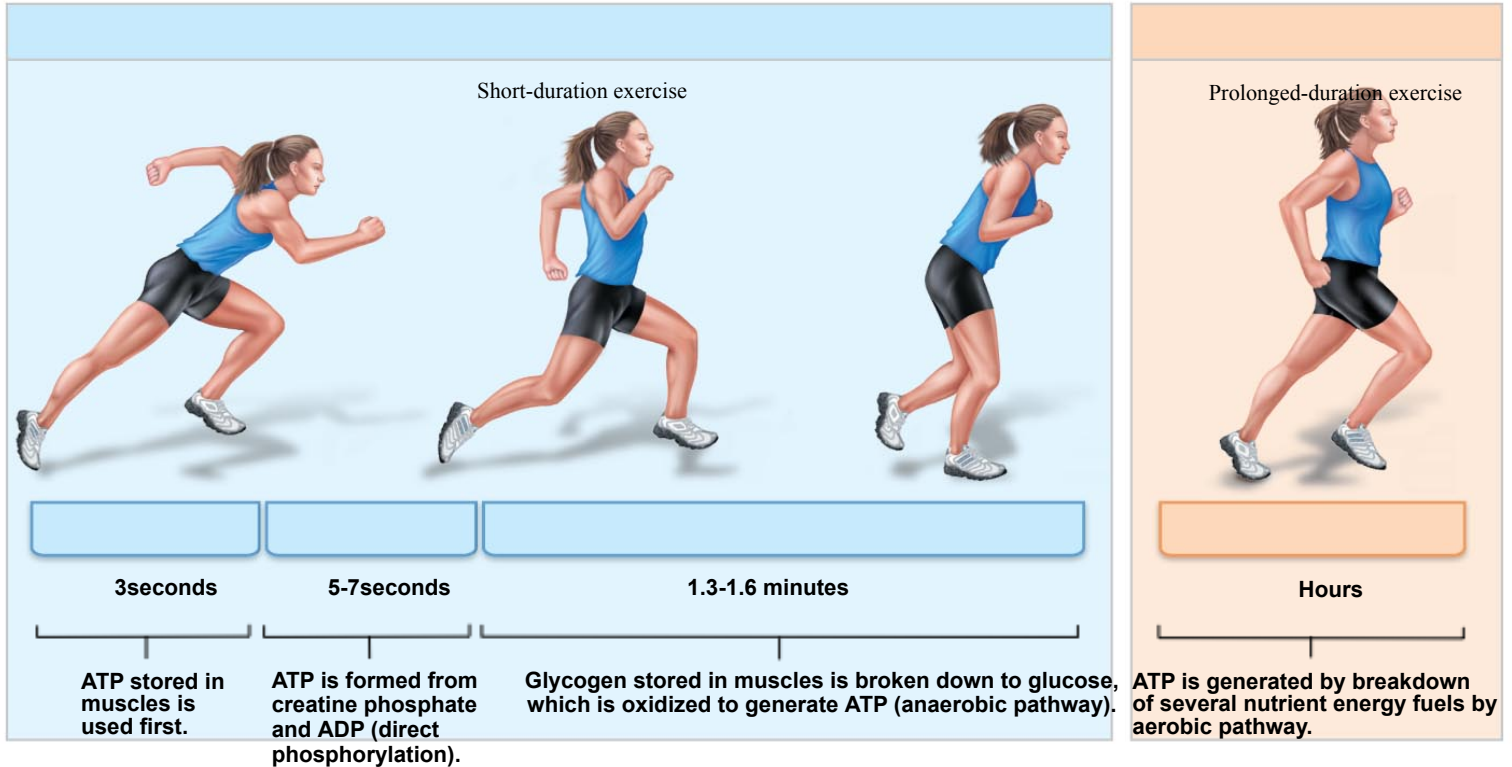 Short-duration exercise
Prolonged-duration exercise
3seconds
5-7seconds
1.3-1.6 minutes
Hours
ATP stored in
muscles is
used first.
ATP is formed from
creatine phosphate
and ADP (direct
phosphorylation).
Glycogen stored in muscles is broken down to glucose,
which is oxidized to generate ATP (anaerobic pathway).
ATP is generated by breakdown
of several nutrient energy fuels by
aerobic pathway.